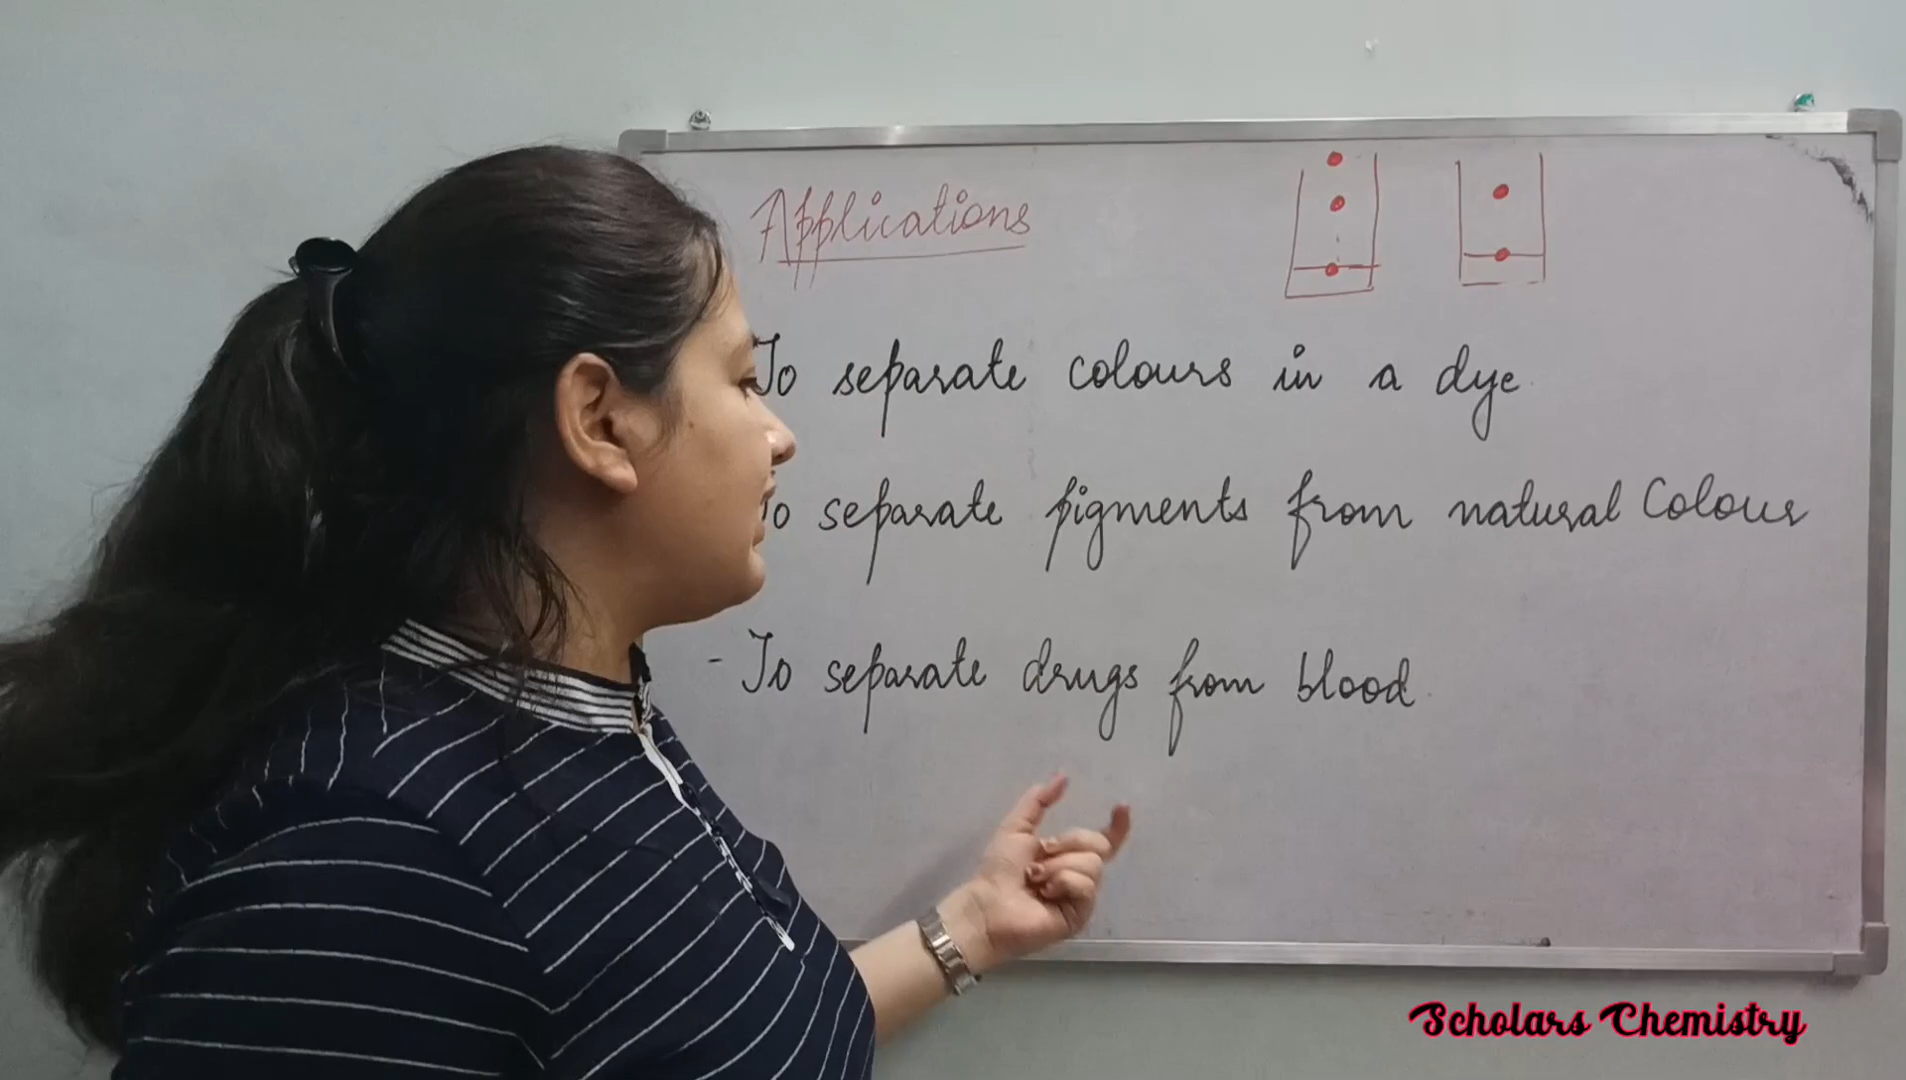 Applications
To separate colours in a dye
To separate pigments from natural Colour
- To separate drugs from blood
Scholars Chemistry